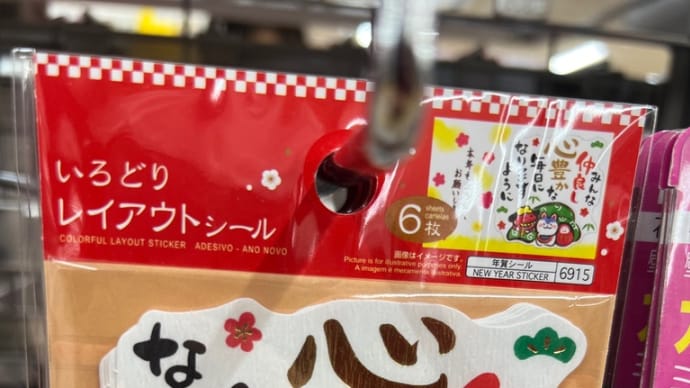 いろどり
レイアウトシール
COLORFUL LAYOUT STICKER ADESIVO - ANO NOVO
6枚
sheets
cartelas
みんな
仲良し
心豊かな
毎日に
なりますように
本年も
お願いし
画像はイメージです。
Picture is for illustrative purposes only.
A imagem é meramente ilustrativa.
年賀シール
NEW YEAR STICKER
6915
心
な